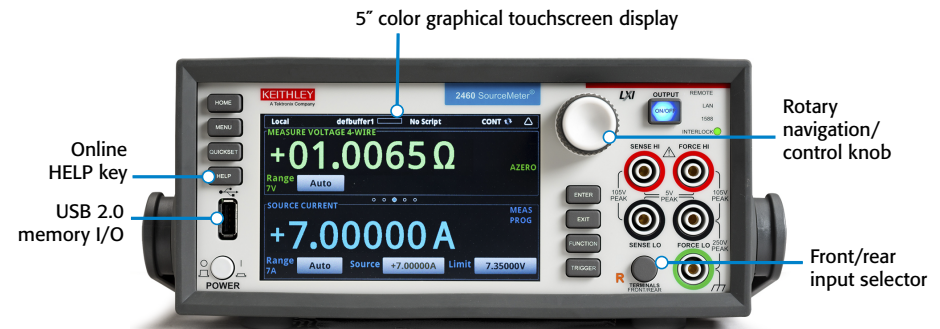 5″ color graphical touchscreen display
Online
HELP key
USB 2.0
memory I/O
HOME
MENU
QUICKSET
HELP
POWER
KEITHLEY
A Tektronix Company
2460 SourceMeter®
Local defbuffer1 No Script CONT
MEASURE VOLTAGE 4-WIRE
+01.0065 Ω
AZERO
Range
7V Auto
SOURCE CURRENT
MEAS
PROG
+7.00000 A
Range
7A Auto Source +7.00000A Limit 7.35000V
LXI
OUTPUT
ON/OFF
REMOTE
LAN
1588
INTERLOCK
SENSE HI
FORCE HI
105V
PEAK
5V
PEAK
105V
PEAK
SENSE LO
FORCE LO
250V
PEAK
ENTER
EXIT
FUNCTION
TRIGGER
R
TERMINALS
FRONT/REAR
Rotary
navigation/
control knob
Front/rear
input selector